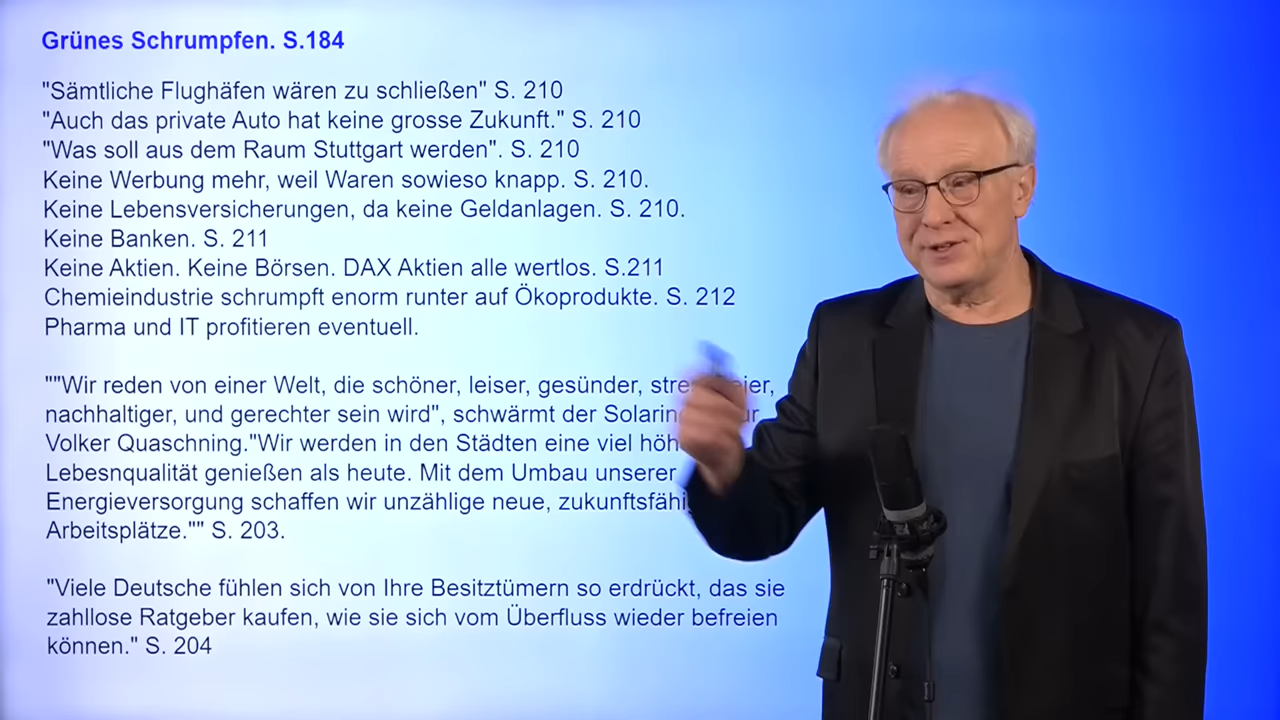 Grünes Schrumpfen. S.184
"Sämtliche Flughäfen wären zu schließen" S. 210
"Auch das private Auto hat keine grosse Zukunft." S. 210
"Was soll aus dem Raum Stuttgart werden". S. 210
Keine Werbung mehr, weil Waren sowieso knapp. S. 210.
Keine Lebensversicherungen, da keine Geldanlagen. S. 210.
Keine Banken. S. 211
Keine Aktien. Keine Börsen. DAX Aktien alle wertlos. S.211
Chemieindustrie schrumpft enorm runter auf Ökoprodukte. S. 212
Pharma und IT profitieren eventuell.
""Wir reden von einer Welt, die schöner, leiser, gesünder,
nachhaltiger, und gerechter sein wird", schwärmt der
Volker Quaschning."Wir werden in den Städten eine viel
Lebesnqualität genießen als heute. Mit dem Umbau unserer
Energieversorgung schaffen wir unzählige neue,
Arbeitsplätze."" S. 203.
"Viele Deutsche fühlen sich von Ihre Besitztümern so erdrückt, das sie
zahllose Ratgeber kaufen, wie sie sich vom Überfluss wieder befreien
können." S. 204